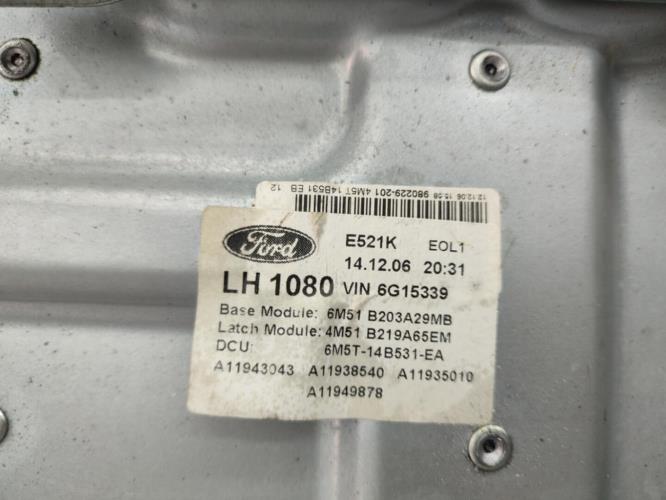 12.12.06 15:58 980229-201 4M5T 14B531 EB 12
Ford
E521K EOL1
14.12.06 20:31
LH 1080 VIN 6G15339
Base Module: 6M51 B203A29MB
Latch Module: 4M51 B219A65EM
DCU: 6M5T-14B531-EA
A11943043 A11938540 A11935010
A11949878